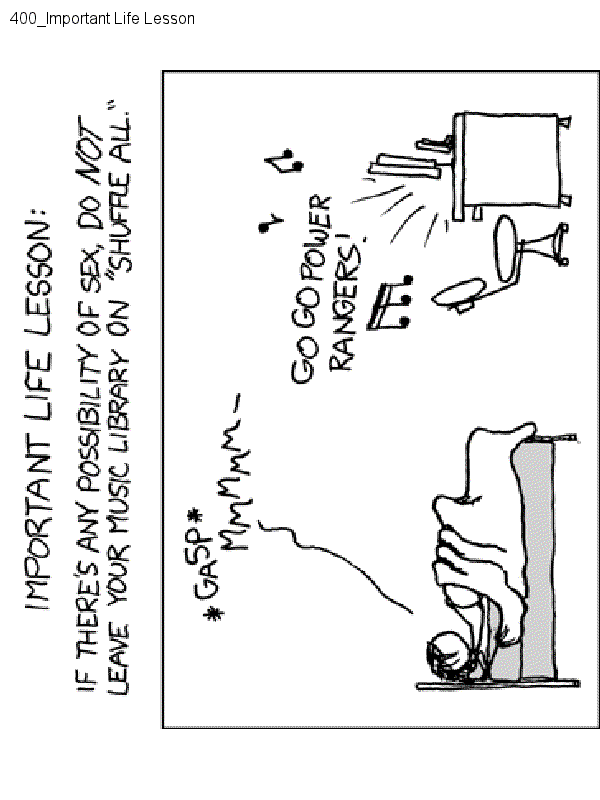 400_Important Life Lesson
IMPORTANT LIFE LESSON:
IF THERE'S ANY POSSIBILITY OF SEX, DO NOT
LEAVE YOUR MUSIC LIBRARY ON "SHUFFLE ALL."
*GASP*
MMMMMM—
GO GO POWER
RANGERS!